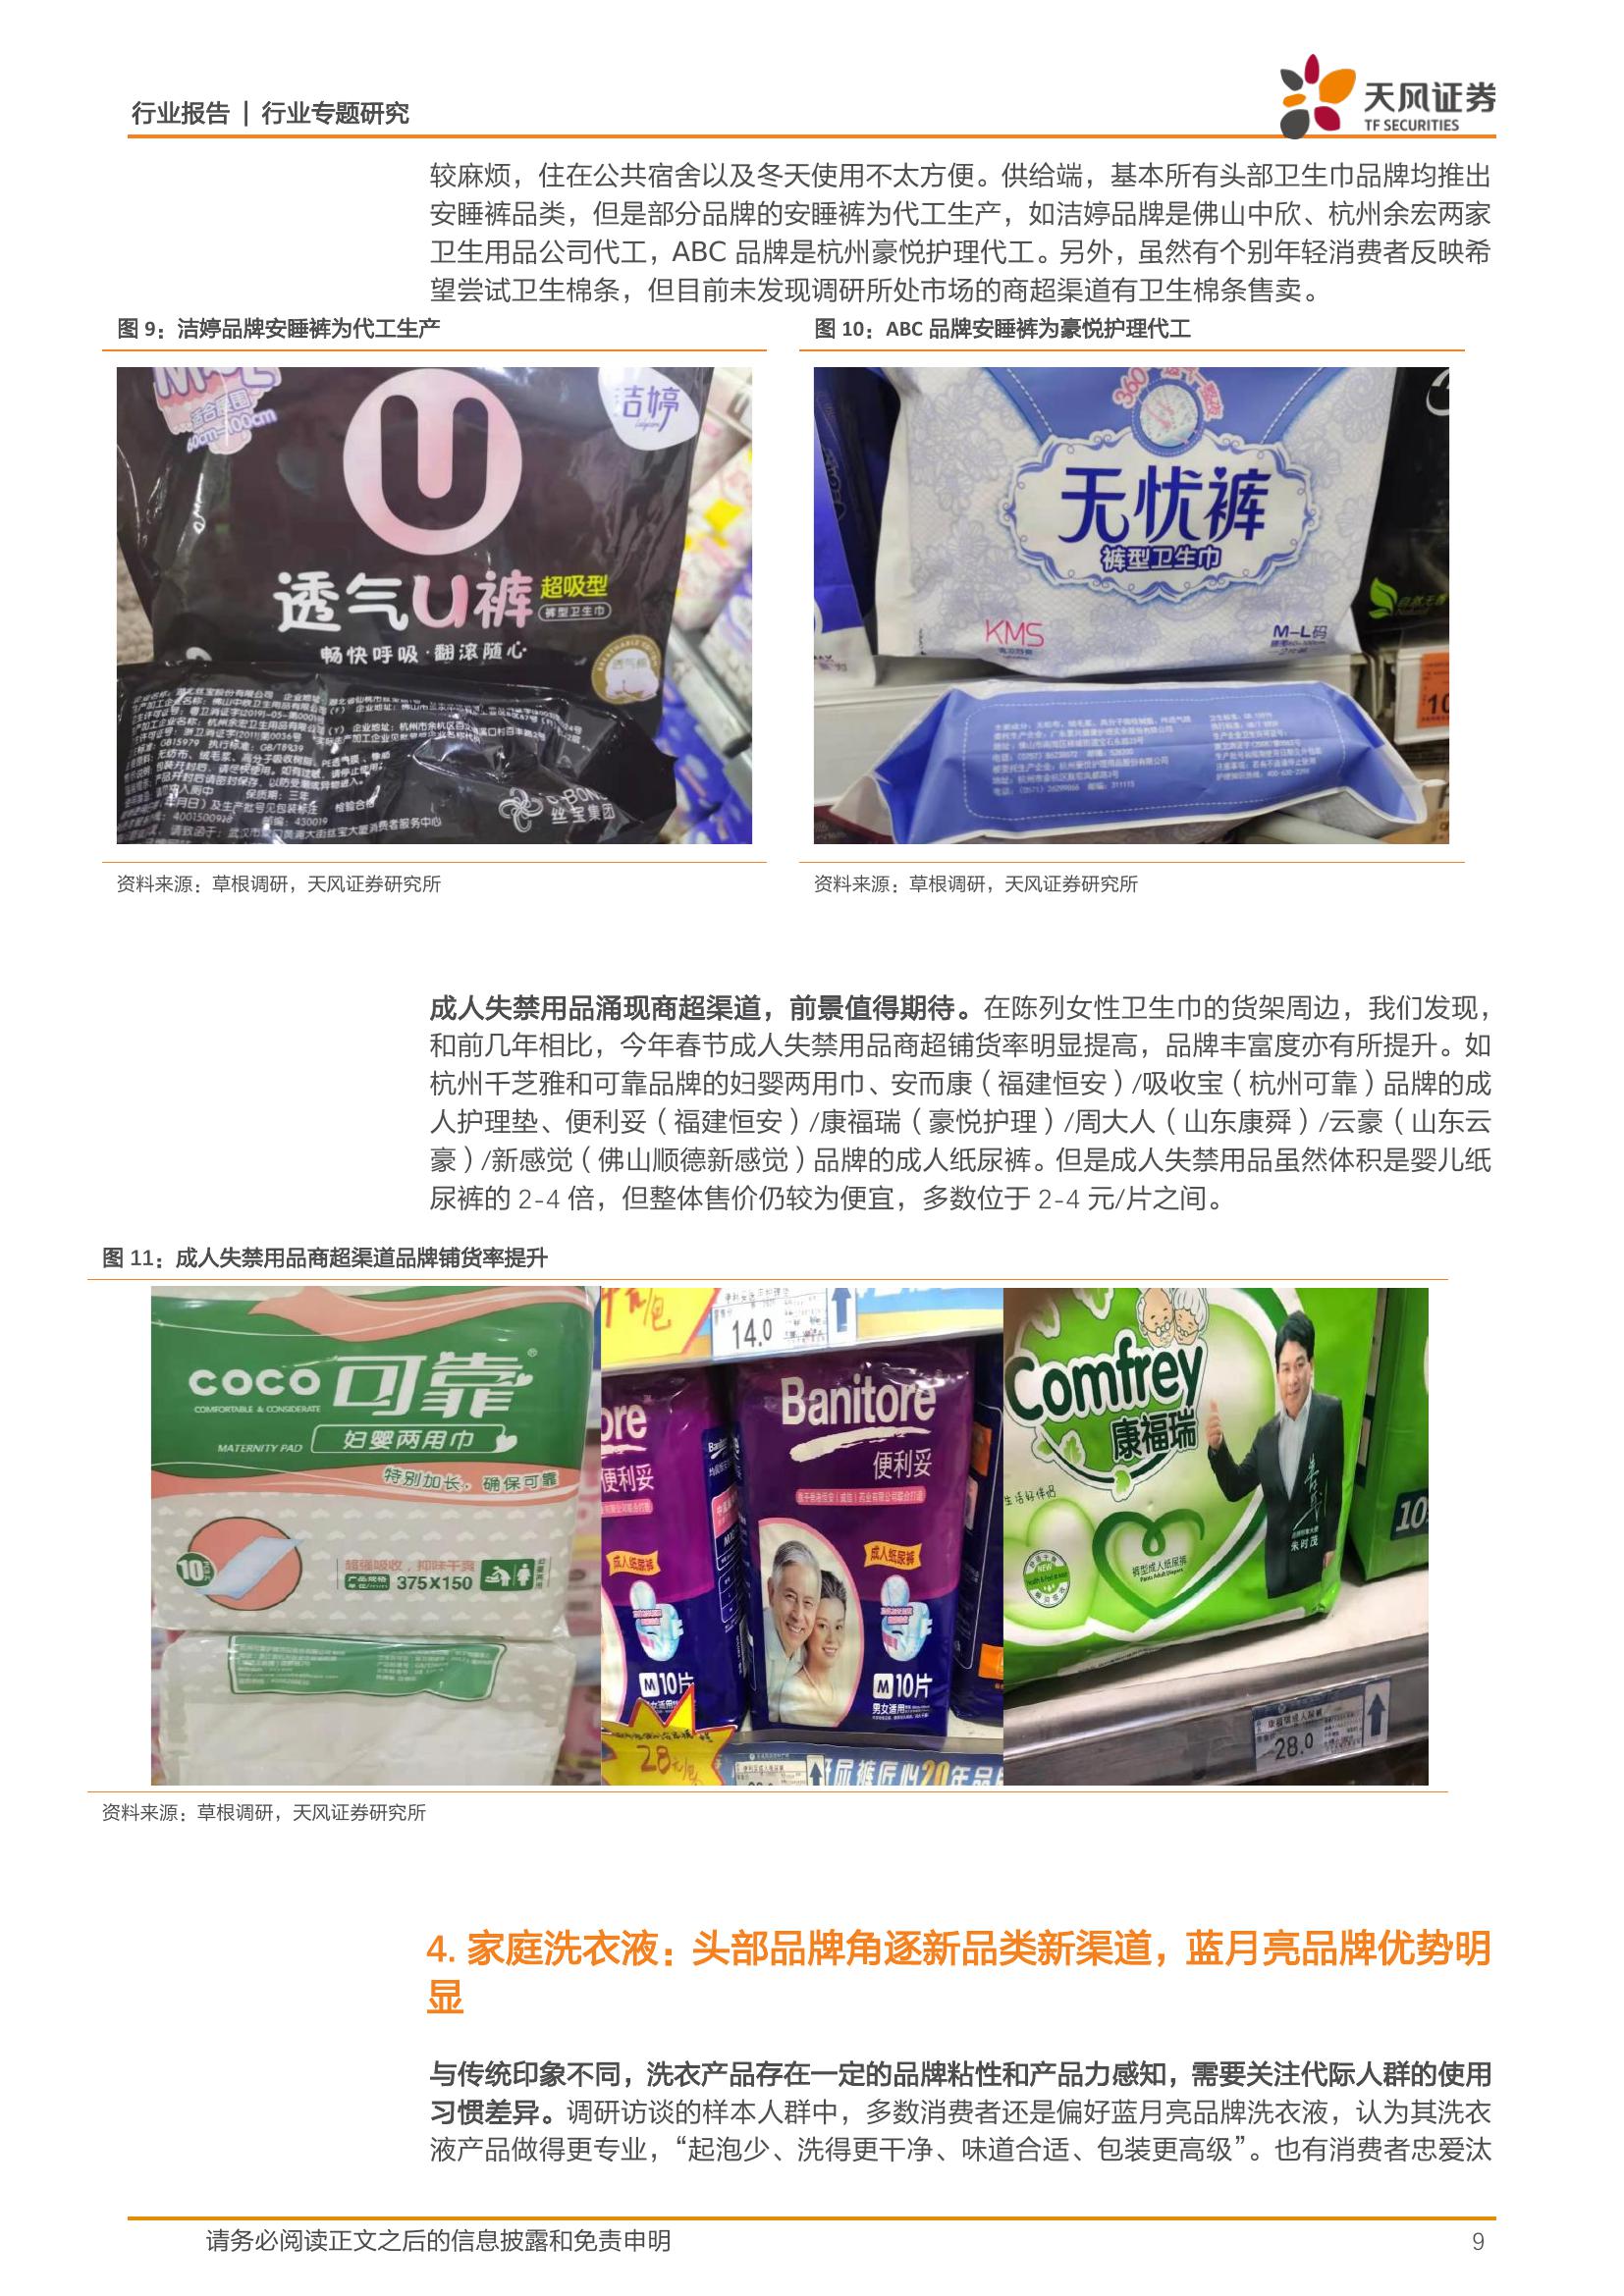 行业报告 | 行业专题研究
天风证券
TF SECURITIES
较麻烦，住在公共宿舍以及冬天使用不太方便。供给端，基本所有头部卫生巾品牌均推出
安睡裤品类，但是部分品牌的安睡裤为代工生产，如洁婷品牌是佛山中欣、杭州余宏两家
卫生用品公司代工，ABC 品牌是杭州豪悦护理代工。另外，虽然有个别年轻消费者反映希
望尝试卫生棉条，但目前未发现调研所处市场的商超渠道有卫生棉条售卖。
图 9：洁婷品牌安睡裤为代工生产
图 10：ABC 品牌安睡裤为豪悦护理代工
洁婷
U
透气U裤
超吸型
裤型卫生巾
畅快呼吸·翻滚随心
丝宝集团
360
无忧裤
裤型卫生巾
KMS
M-L码
资料来源：草根调研，天风证券研究所
资料来源：草根调研，天风证券研究所
成人失禁用品涌现商超渠道，前景值得期待。在陈列女性卫生巾的货架周边，我们发现，
和前几年相比，今年春节成人失禁用品商超铺货率明显提高，品牌丰富度亦有所提升。如
杭州千芝雅和可靠品牌的妇婴两用巾、安而康（福建恒安）/吸收宝（杭州可靠）品牌的成
人护理垫、便利妥（福建恒安）/康福瑞（豪悦护理）/周大人（山东康舜）/云豪（山东云
豪）/新感觉（佛山顺德新感觉）品牌的成人纸尿裤。但是成人失禁用品虽然体积是婴儿纸
尿裤的 2-4 倍，但整体售价仍较为便宜，多数位于 2-4 元/片之间。
图 11：成人失禁用品商超渠道品牌铺货率提升
coco 可靠
COMFORTABLE & CONSIDERATE
MATERNITY PAD 妇婴两用巾
特别加长，确保可靠
超强吸收，抑味干爽
375X150
10
14.0
Banitore
便利妥
成人纸尿裤
成人纸尿裤
M 10片
M 10片
男女适用
28元/包
尿裤匠心20年品
Comfrey
康福瑞
生活好伴侣
朱时茂
裤型成人纸尿裤
28.0
资料来源：草根调研，天风证券研究所
4. 家庭洗衣液：头部品牌角逐新品类新渠道，蓝月亮品牌优势明
显
与传统印象不同，洗衣产品存在一定的品牌粘性和产品力感知，需要关注代际人群的使用
习惯差异。调研访谈的样本人群中，多数消费者还是偏好蓝月亮品牌洗衣液，认为其洗衣
液产品做得更专业，“起泡少、洗得更干净、味道合适、包装更高级”。也有消费者忠爱汰
请务必阅读正文之后的信息披露和免责申明
9